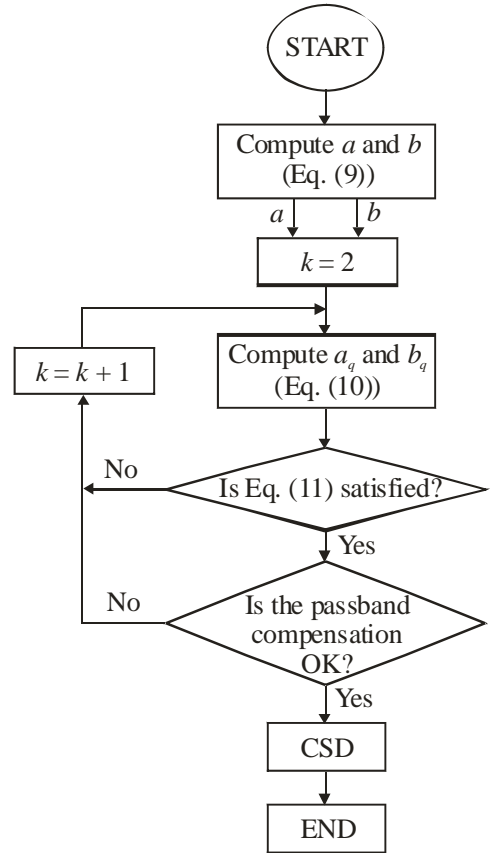 START
Compute a and b
(Eq. (9))
a
b
k = 2
k = k + 1
Compute a_q and b_q
(Eq. (10))
No
Is Eq. (11) satisfied?
Yes
No
Is the passband
compensation
OK?
Yes
CSD
END